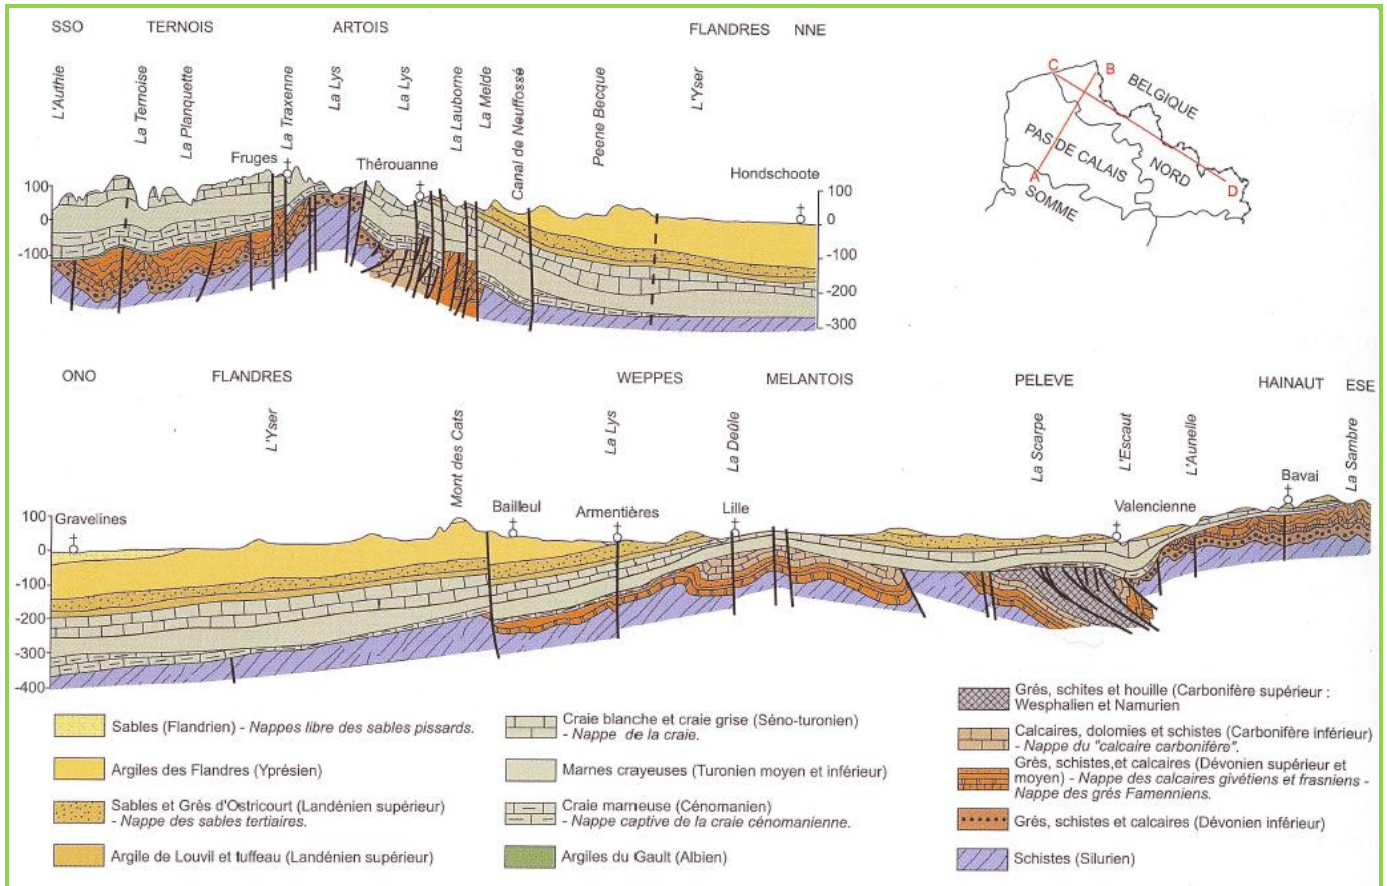 SSO TERNOIS ARTOIS FLANDRES NNE
L'Authie
La Ternoise
La Planquette
La Traxenne
La Lys
La Lys
La Lauborne
La Melde
Canal de Neuffossé
Peene Becque
L'Yser
Fruges
Thérouanne
Hondschoote
100
0
-100
100
0
-100
-200
-300
C
B
BELGIQUE
PAS DE CALAIS
NORD
A
D
SOMME
ONO FLANDRES WEPPES MELANTOIS PELEVE HAINAUT ESE
L'Yser
Mont des Cats
La Lys
La Deûle
La Scarpe
L'Escaut
L'Aunelle
La Sambre
Gravelines
Bailleul
Armentières
Lille
Valencienne
Bavai
100
0
-100
-200
-300
-400
Sables (Flandrien) - Nappes libre des sables pissards.
Argiles des Flandres (Yprésien)
Sables et Grès d'Ostricourt (Landénien supérieur)
- Nappe des sables tertiaires.
Argile de Louvil et tuffeau (Landénien supérieur)
Craie blanche et craie grise (Séno-turonien)
- Nappe de la craie.
Marnes crayeuses (Turonien moyen et inférieur)
Craie marneuse (Cénomanien)
- Nappe captive de la craie cénomanienne.
Argiles du Gault (Albien)
Grés, schites et houille (Carbonifère supérieur :
Wesphalien et Namurien
Calcaires, dolomies et schistes (Carbonifère inférieur)
- Nappe du "calcaire carbonifère".
Grès, schistes,et calcaires (Dévonien supérieur et
moyen) - Nappe des calcaires givétiens et frasniens -
Nappe des grés Famenniens.
Grés, schistes et calcaires (Dévonien inférieur)
Schistes (Silurien)